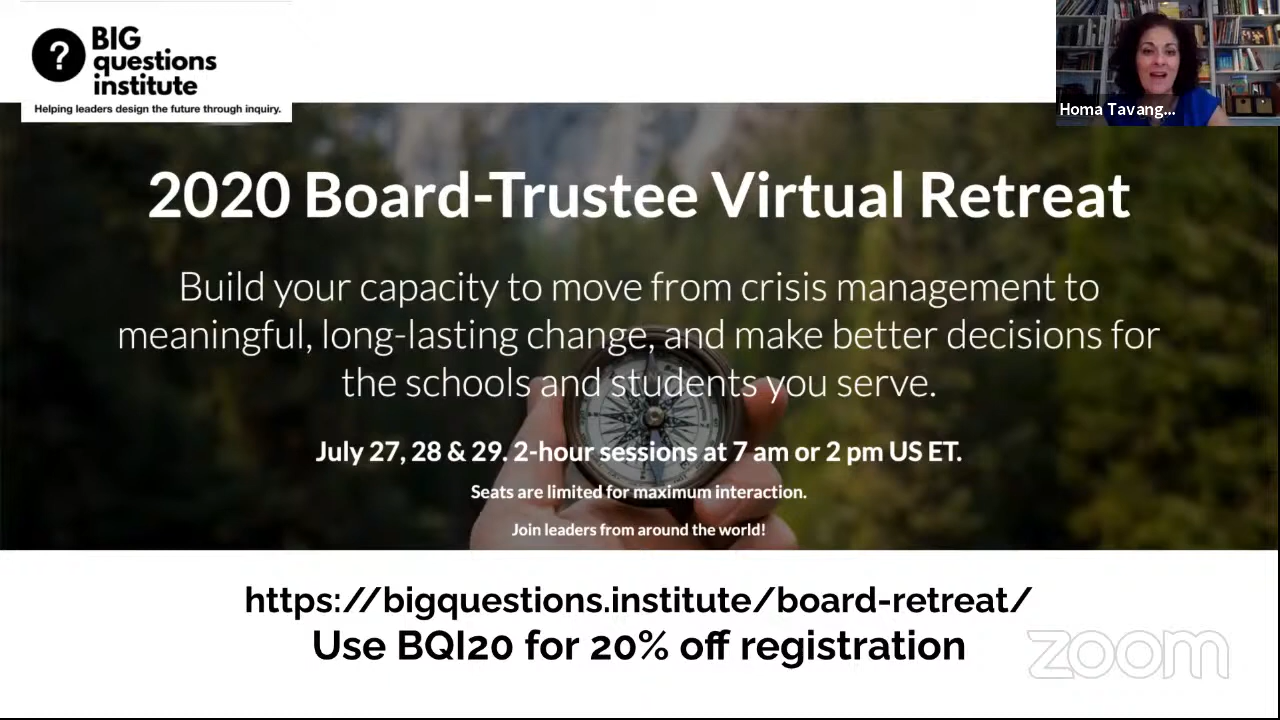 ?
BIG
questions
institute
Helping leaders design the future through inquiry.
Homa Tavang...
2020 Board-Trustee Virtual Retreat
Build your capacity to move from crisis management to
meaningful, long-lasting change, and make better decisions for
the schools and students you serve.
July 27, 28 & 29. 2-hour sessions at 7 am or 2 pm US ET.
Seats are limited for maximum interaction.
Join leaders from around the world!
https://bigquestions.institute/board-retreat/
Use BQI20 for 20% off registration
zoom